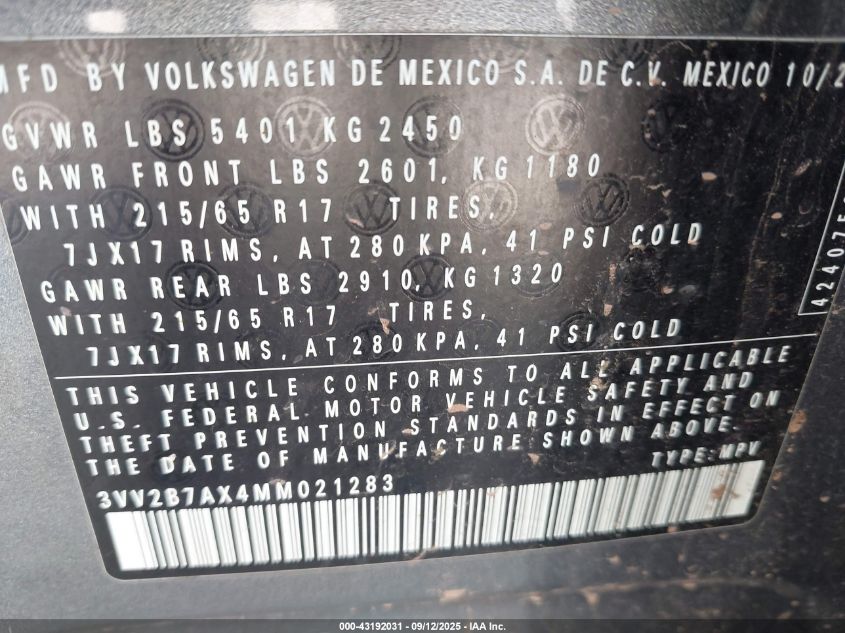 MFD BY VOLKSWAGEN DE MEXICO S.A. DE C.V. MEXICO 10/2
GVWR LBS 5401 KG 2450
GAWR FRONT LBS 2601, KG 1180
WITH 215/65 R17 TIRES,
7JX17 RIMS, AT 280 KPA, 41 PSI COLD
GAWR REAR LBS 2910, KG 1320
WITH 215/65 R17 TIRES,
7JX17 RIMS, AT 280 KPA, 41 PSI COLD
THIS VEHICLE CONFORMS TO ALL APPLICABLE
U.S. FEDERAL MOTOR VEHICLE SAFETY AND
THEFT PREVENTION STANDARDS IN EFFECT ON
THE DATE OF MANUFACTURE SHOWN ABOVE.
TYPE: MPV
3VV2B7AX4MM021283
000-43192031 - 09/12/2025 - IAA Inc.